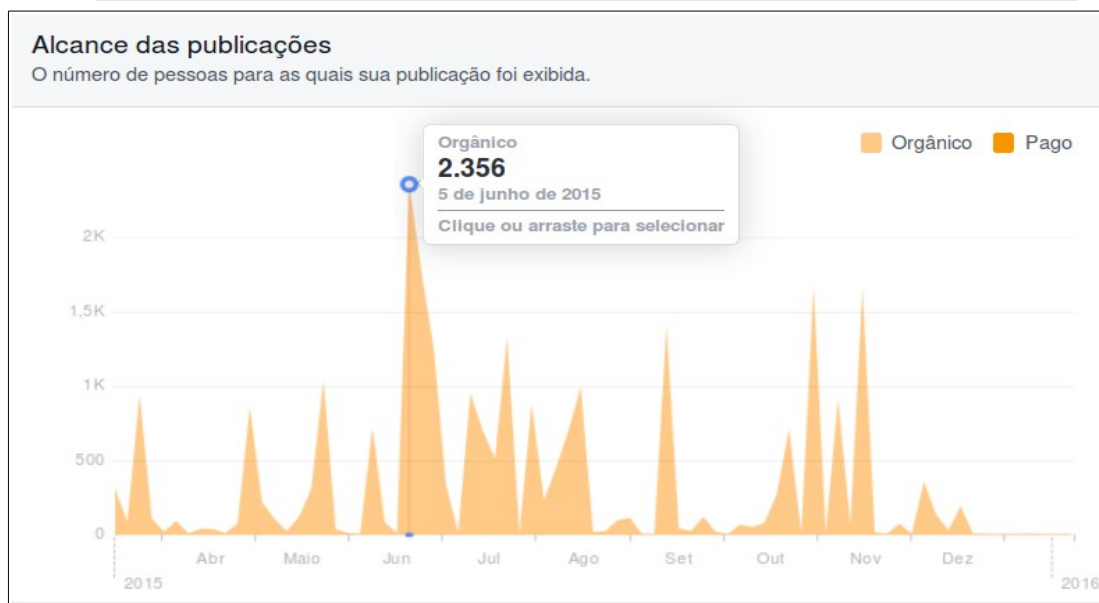 Alcance das publicações
O número de pessoas para as quais sua publicação foi exibida.
Orgânico
2.356
5 de junho de 2015
Clique ou arraste para selecionar
Orgânico Pago
2K
1,5K
1K
500
0
Abr Maio Jun Jul Ago Set Out Nov Dez
2015 2016